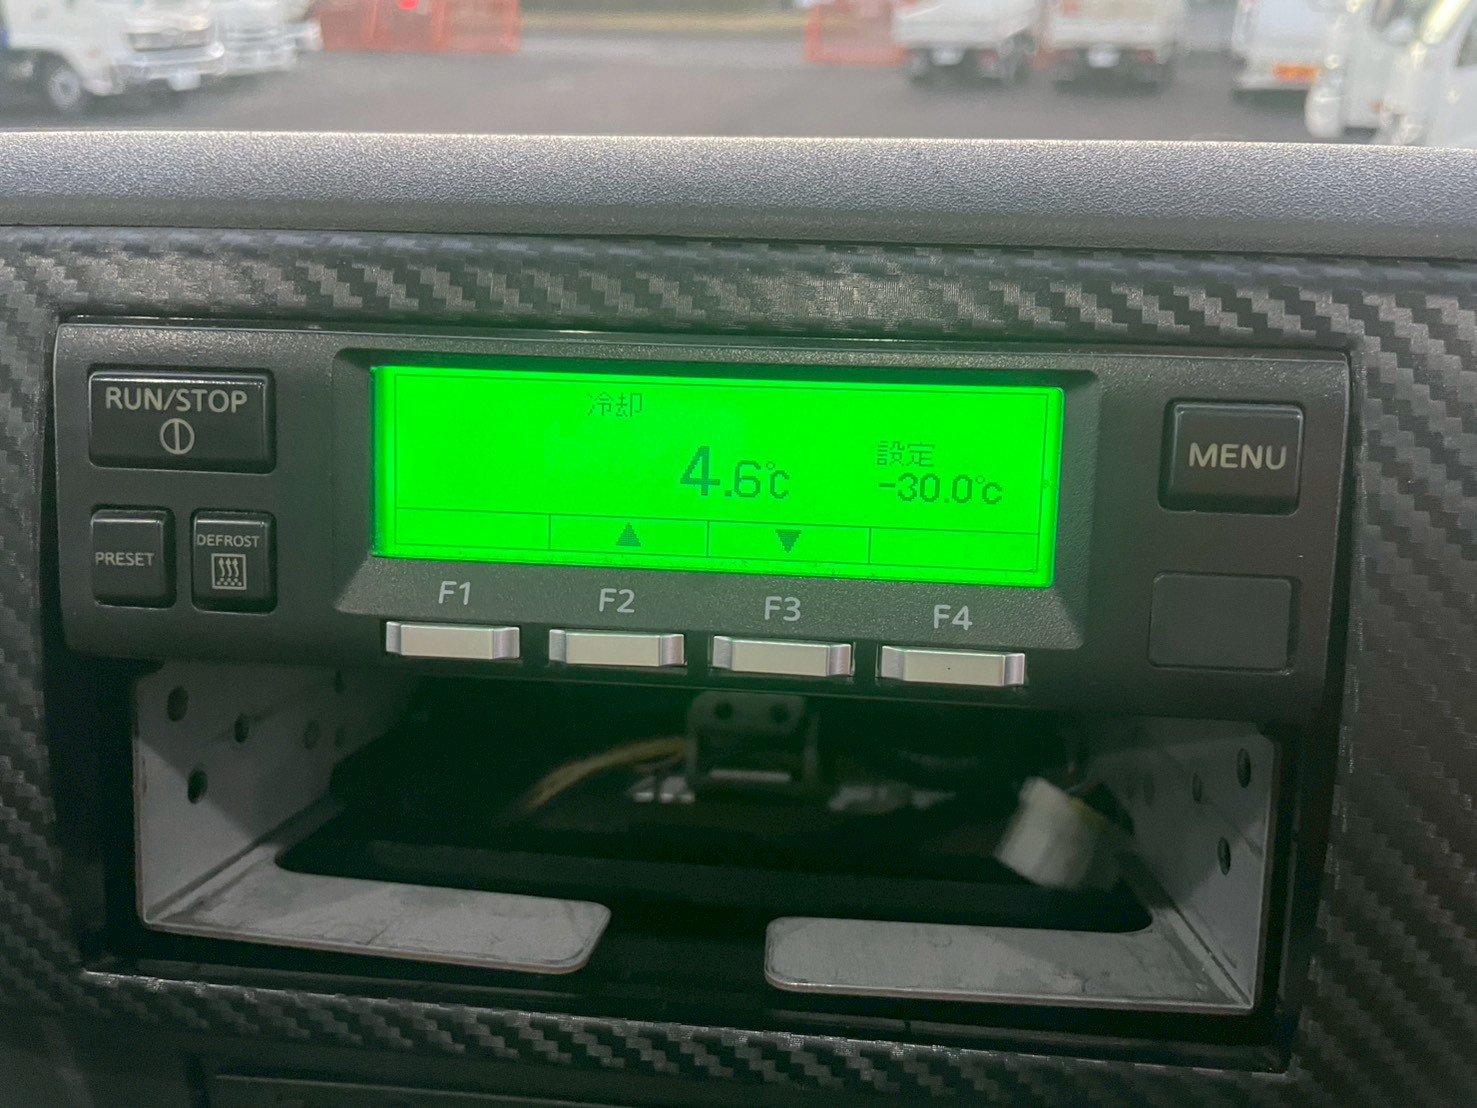 RUN/STOP
PRESET
DEFROST
冷却
4.6℃
設定
-30.0℃
▲
▼
F1
F2
F3
F4
MENU